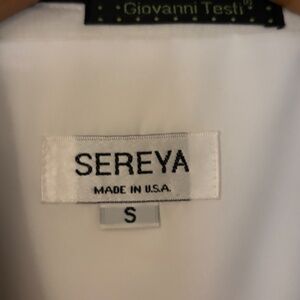 Giovanni Testi
SEREYA
MADE IN U.S.A.
S